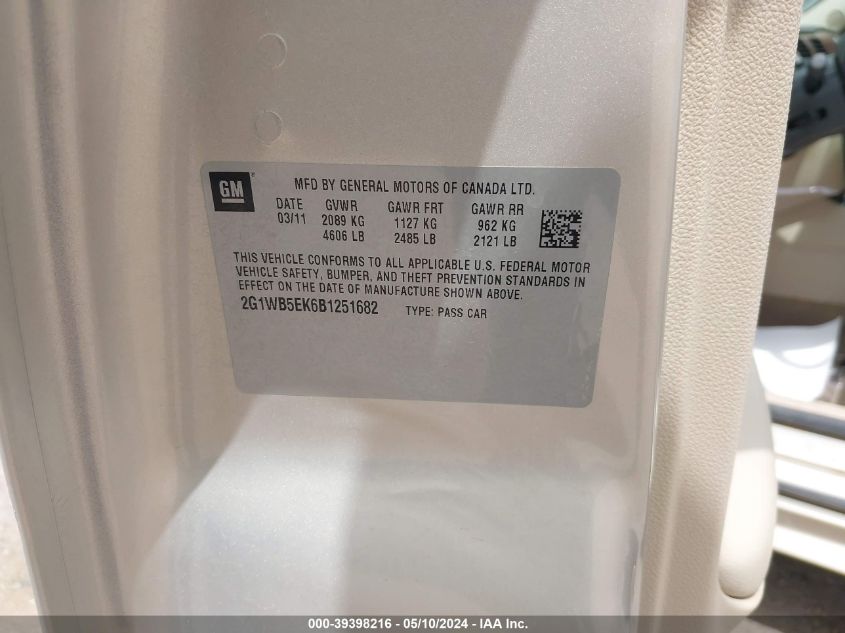 GM
MFD BY GENERAL MOTORS OF CANADA LTD.
DATE GVWR GAWR FRT GAWR RR
03/11 2089 KG 1127 KG 962 KG
4606 LB 2485 LB 2121 LB
THIS VEHICLE CONFORMS TO ALL APPLICABLE U.S. FEDERAL MOTOR
VEHICLE SAFETY, BUMPER, AND THEFT PREVENTION STANDARDS IN
EFFECT ON THE DATE OF MANUFACTURE SHOWN ABOVE.
2G1WB5EK6B1251682 TYPE: PASS CAR
000-39398216 - 05/10/2024 - IAA Inc.